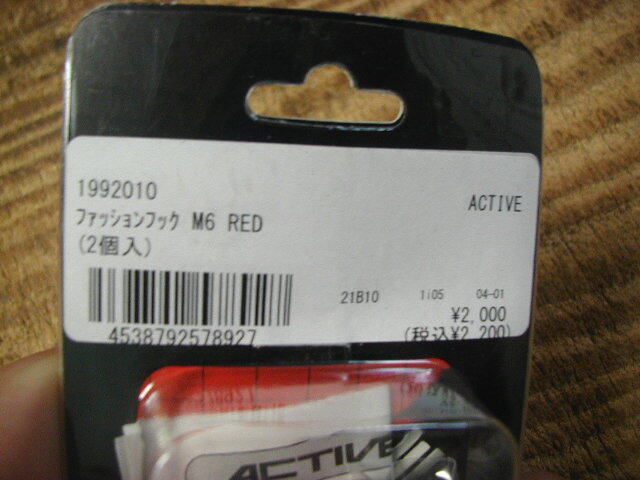 1992010
ACTIVE
ﾌｧｯｼｮﾝﾌｯｸ M6 RED
(2個入)
21B10 1i05 04-01
¥2,000
4538792578927
(税込¥2,200)
ACTIVE